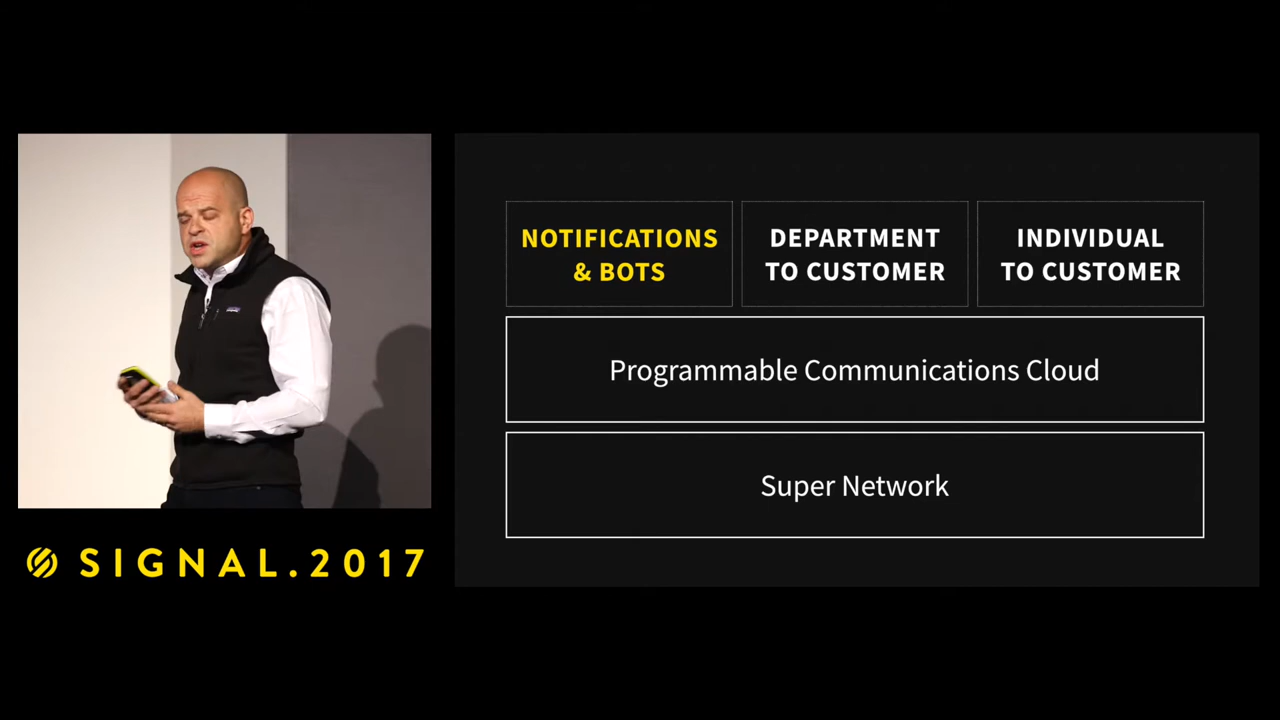 NOTIFICATIONS
& BOTS
DEPARTMENT
TO CUSTOMER
INDIVIDUAL
TO CUSTOMER
Programmable Communications Cloud
Super Network
SIGNAL.2017